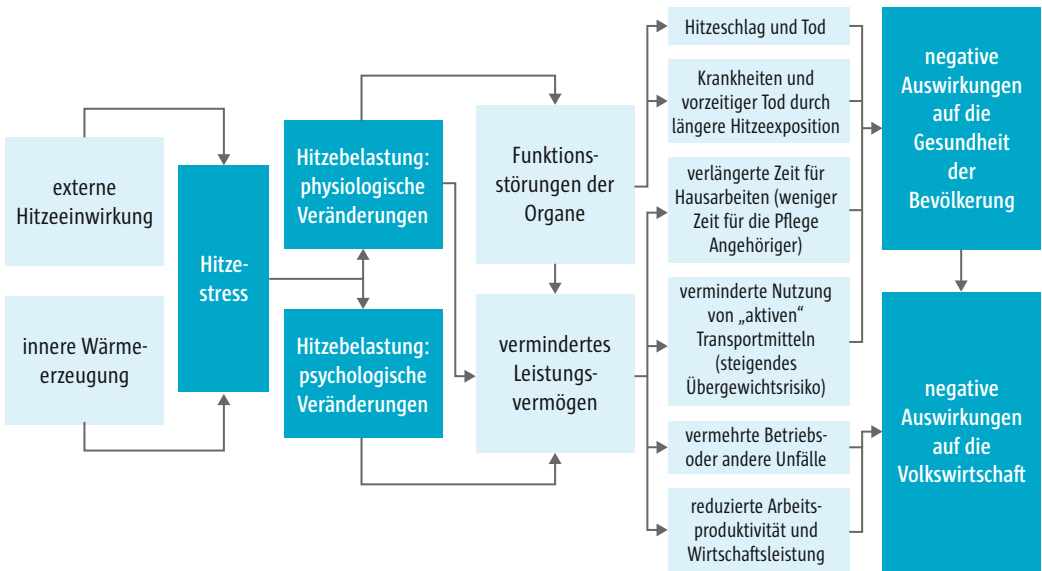 externe
Hitzeeinwirkung
innere Wärme-
erzeugung
Hitze-
stress
Hitzebelastung:
physiologische
Veränderungen
Hitzebelastung:
psychologische
Veränderungen
Funktions-
störungen der
Organe
vermindertes
Leistungs-
vermögen
Hitzeschlag und Tod
Krankheiten und
vorzeitiger Tod durch
längere Hitzeexposition
verlängerte Zeit für
Hausarbeiten (weniger
Zeit für die Pflege
Angehöriger)
verminderte Nutzung
von „aktiven“
Transportmitteln
(steigendes
Übergewichtsrisiko)
vermehrte Betriebs-
oder andere Unfälle
reduzierte Arbeits-
produktivität und
Wirtschaftsleistung
negative
Auswirkungen
auf die
Gesundheit
der
Bevölkerung
negative
Auswirkungen
auf die
Volkswirtschaft